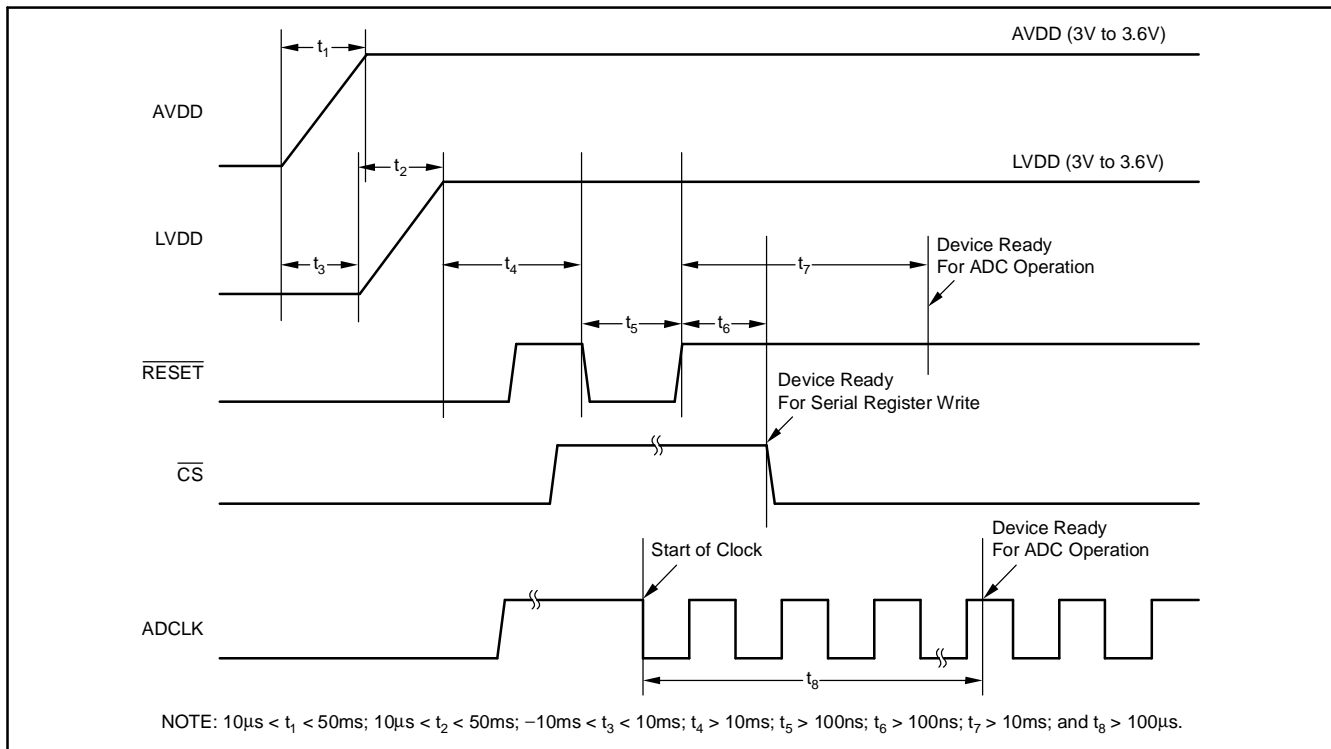 t₁
AVDD (3V to 3.6V)
AVDD
t₂
LVDD (3V to 3.6V)
LVDD
t₃
t₄
t₇
Device Ready
For ADC Operation
t₅
t₆
RESET
Device Ready
For Serial Register Write
CS
Start of Clock
Device Ready
For ADC Operation
ADCLK
t₈
NOTE: 10μs < t₁ < 50ms; 10μs < t₂ < 50ms; −10ms < t₃ < 10ms; t₄ > 10ms; t₅ > 100ns; t₆ > 100ns; t₇ > 10ms; and t₈ > 100μs.